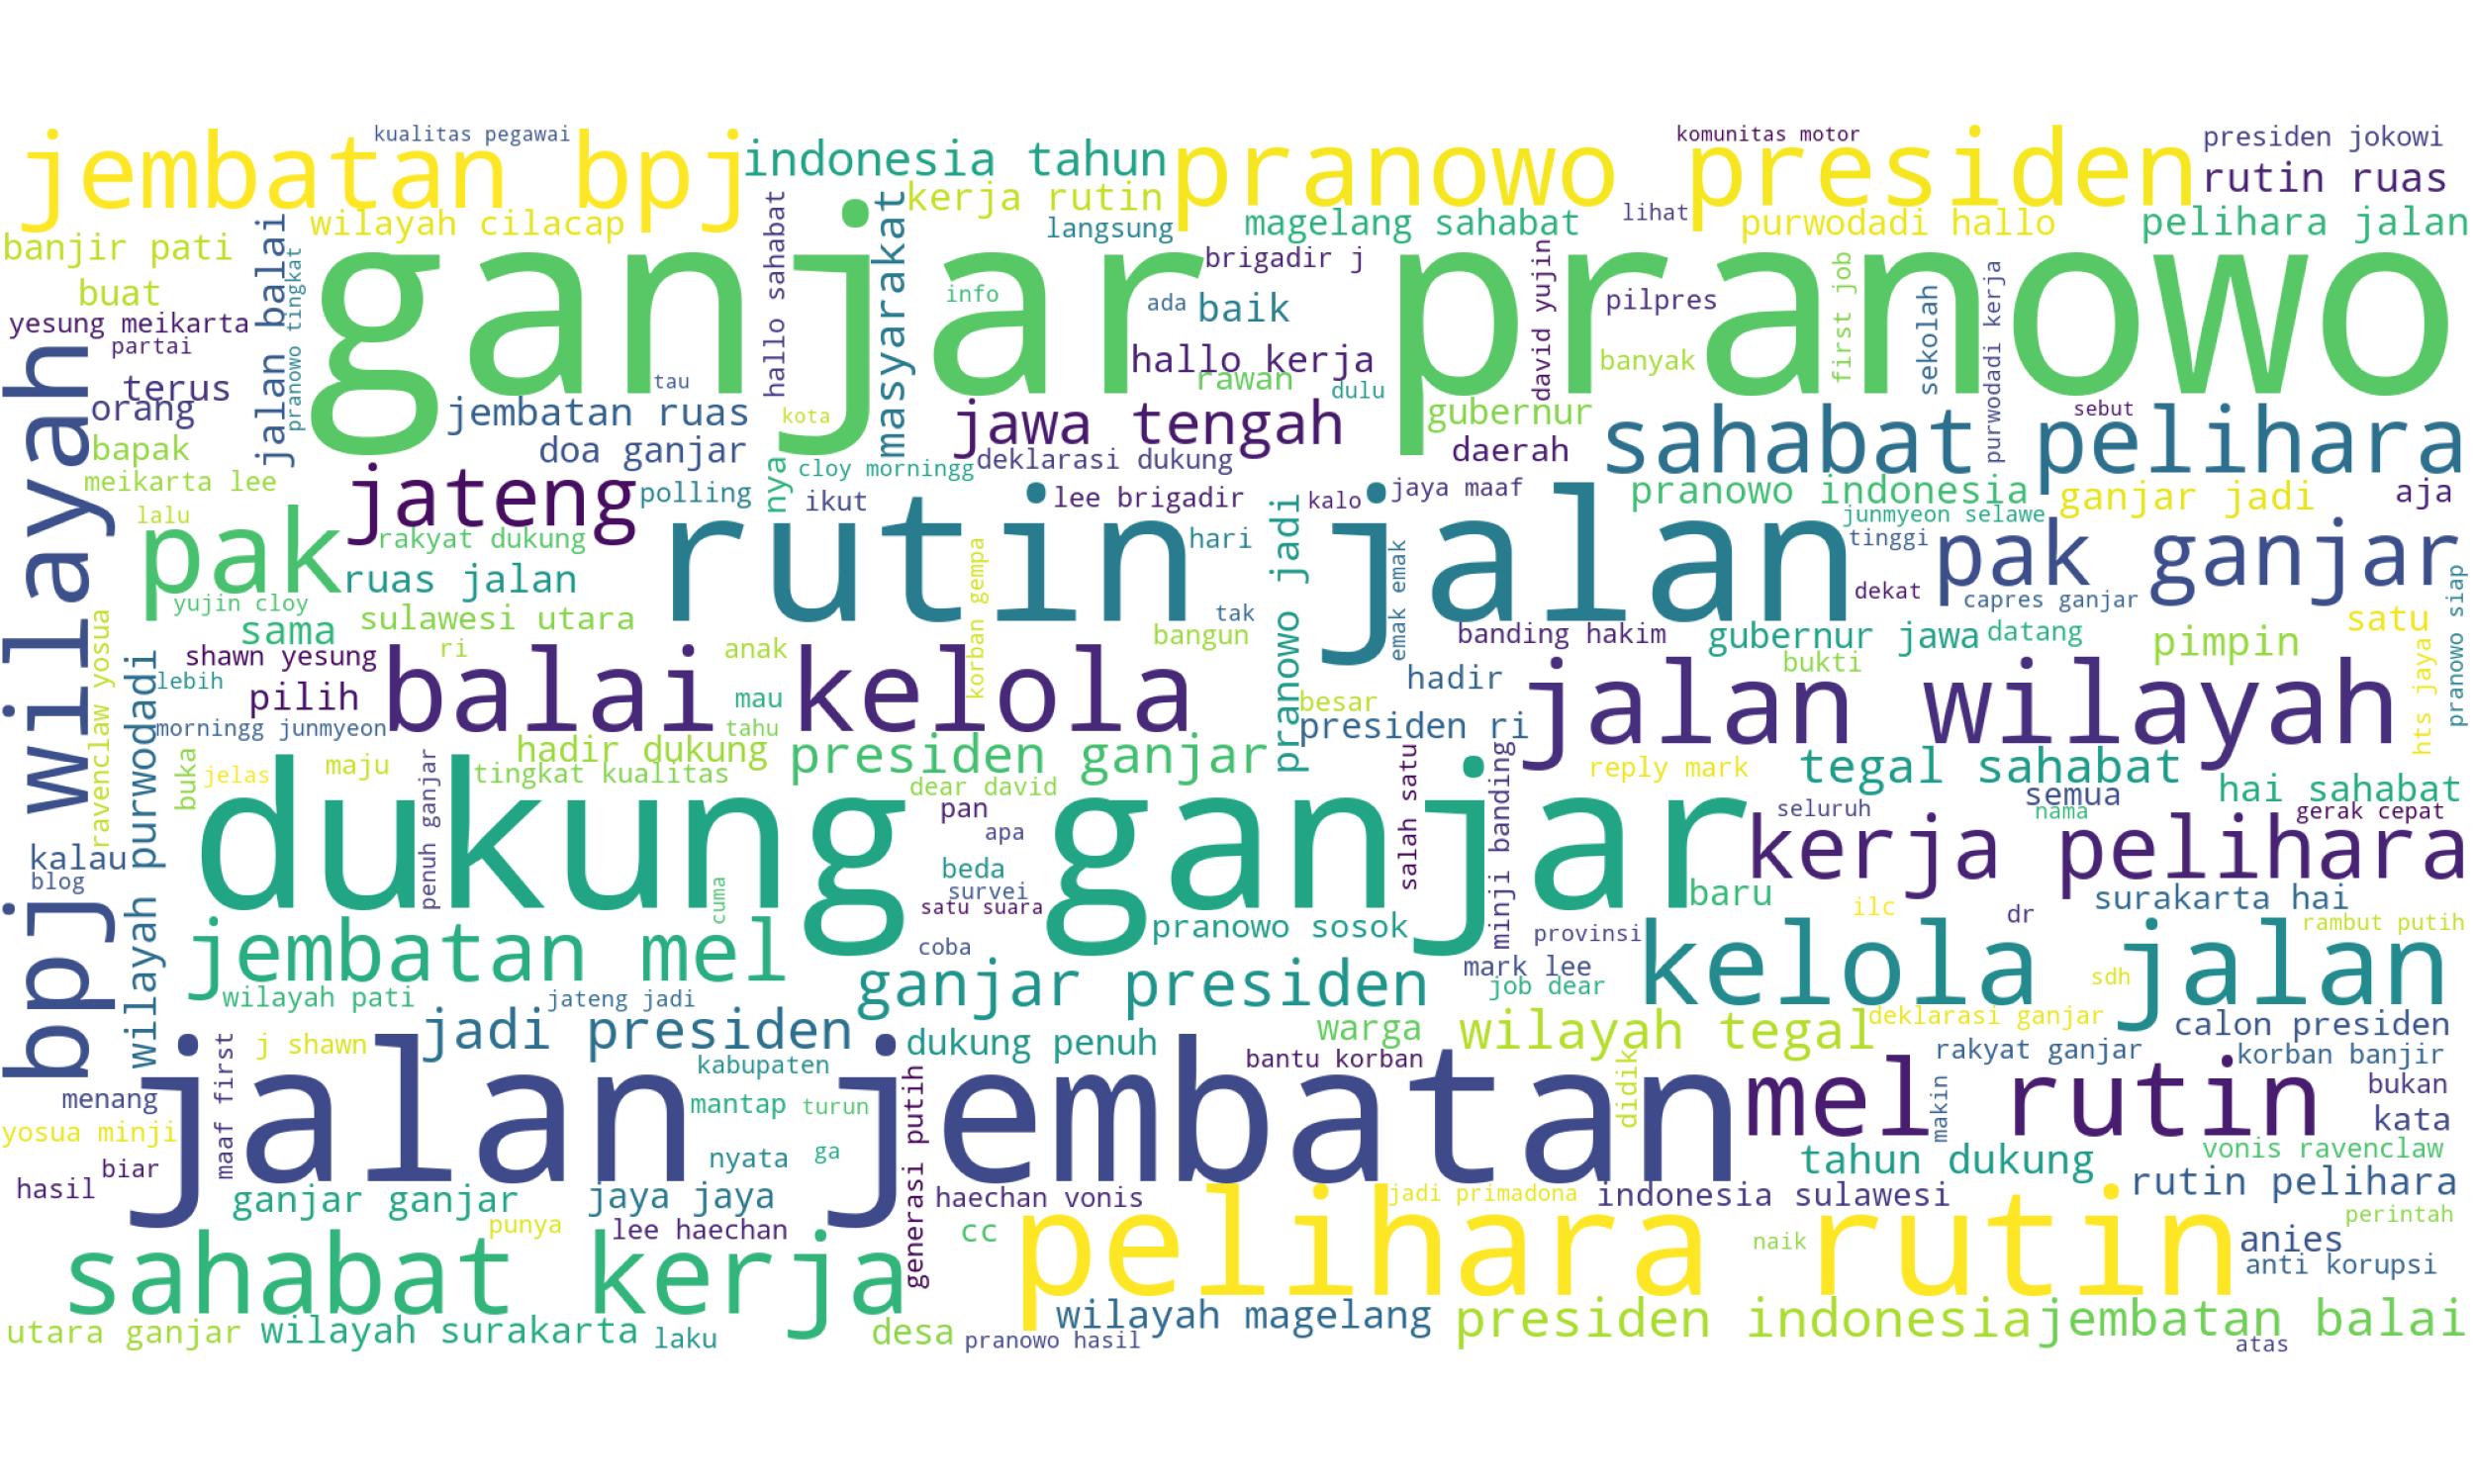 kualitas pegawai
komunitas motor
presiden jokowi
jembatan bpj
indonesia tahun
pranowo presiden
rutin ruas
kerja rutin
wilayah cilacap
langsung
magelang sahabat
lihat
purwodadi hallo
pelihara jalan
banjir pati
jalan balai
pranowo tingkat
ganjar pranowo
hallo sahabat
masyarakat
brigadir j
david yujin
first job
sekolah
purwodadi kerja
buat
info
ada
baik
pilpres
yesung meikarta
partai
bpj wilayah
hallo kerja
banyak
terus
tau
rawan
dulu
orang
jembatan ruas
kota
jawa tengah
gubernur
sebut
sahabat pelihara
bapak
doa ganjar
daerah
nya
cloy morningg
deklarasi dukung
meikarta lee
jateng
polling
ikut
lee brigadir
kalo
jaya maaf
pranowo indonesia
ganjar jadi
aja
lalu
pak
rutin jalan
junmyeon selawe
rakyat dukung
hari
pranowo jadi
tinggi
pak ganjar
ruas jalan
korban gempa
emak emak
dekat
capres ganjar
pranowo siap
yujin cloy
sulawesi utara
tak
satu
sama
bangun
banding hakim
gubernur jawa
datang
pimpin
ravenclaw yosua
wilayah purwodadi
shawn yesung
ri
anak
bukti
lebih
balai kelola
hadir
jalan wilayah
hts jaya
pilih
mau
besar
morningg junmyeon
tahu
presiden ri
buka
hadir dukung
presiden ganjar
salah satu
minji banding
jelas
maju
penuh ganjar
tingkat kualitas
reply mark
tegal sahabat
hai sahabat
dear david
semua
dukung ganjar
pan
seluruh
nama
gerak cepat
apa
kerja pelihara
kalau
blog
beda
survei
cuma
baru
surakarta hai
satu suara
ilc
dr
rambut putih
jembatan mel
pranowo sosok
coba
provinsi
kelola jalan
mark lee
sdh
wilayah pati
jateng jadi
ganjar presiden
job dear
jadi presiden
dukung penuh
warga
wilayah tegal
deklarasi ganjar
calon presiden
maaf first
j shawn
kabupaten
bantu korban
didik
rakyat ganjar
korban banjir
menang
jalan jembatan
mantap
turun
generasi putih
mel rutin
makin
bukan
kata
yosua minji
biar
nyata
ga
tahun dukung
vonis ravenclaw
hasil
ganjar ganjar
jaya jaya
haechan vonis
jadi primadona
indonesia sulawesi
rutin pelihara
punya
lee haechan
cc
pelihara rutin
naik
perintah
anies
sahabat kerja
anti korupsi
utara ganjar
wilayah surakarta
laku
desa
wilayah magelang
pranowo hasil
presiden indonesia
jembatan balai
atas